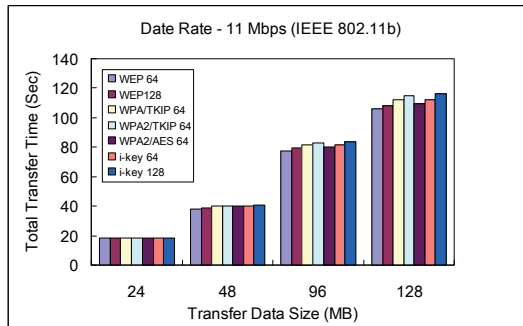 Date Rate - 11 Mbps (IEEE 802.11b)
Total Transfer Time (Sec)
140
120
100
80
60
40
20
0
WEP 64
WEP128
WPA/TKIP 64
WPA2/TKIP 64
WPA2/AES 64
i-key 64
i-key 128
24 48 96 128
Transfer Data Size (MB)